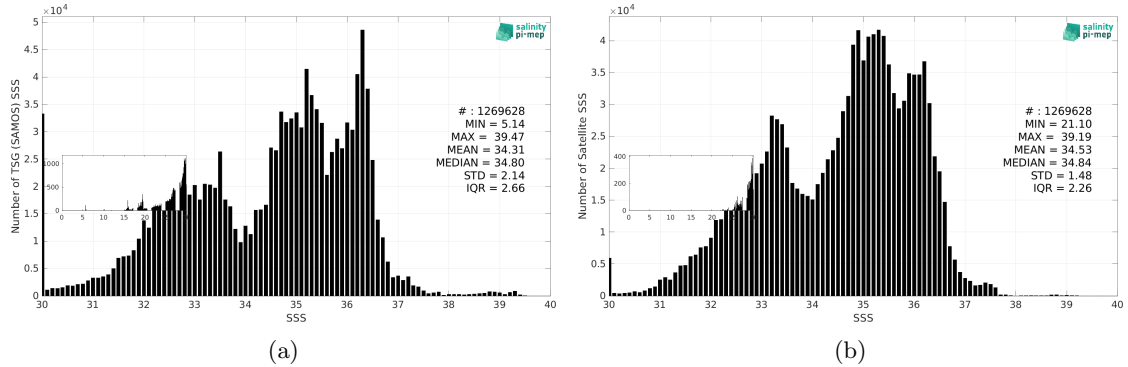 ×10⁴
5
4.5
4
3.5
3
2.5
2
1.5
1
0.5
0
Number of TSG (SAMOS) SSS
salinity
pi-mep
# : 1269628
MIN = 5.14
MAX = 39.47
MEAN = 34.31
MEDIAN = 34.80
STD = 2.14
IQR = 2.66
1000
500
0
0 5 10 15 20
30 31 32 33 34 35 36 37 38 39 40
SSS
(a)
×10⁴
4
3.5
3
2.5
2
1.5
1
0.5
0
Number of Satellite SSS
salinity
pi-mep
# : 1269628
MIN = 21.10
MAX = 39.19
MEAN = 34.53
MEDIAN = 34.84
STD = 1.48
IQR = 2.26
400
200
0
0 5 10 15 20
30 31 32 33 34 35 36 37 38 39 40
SSS
(b)